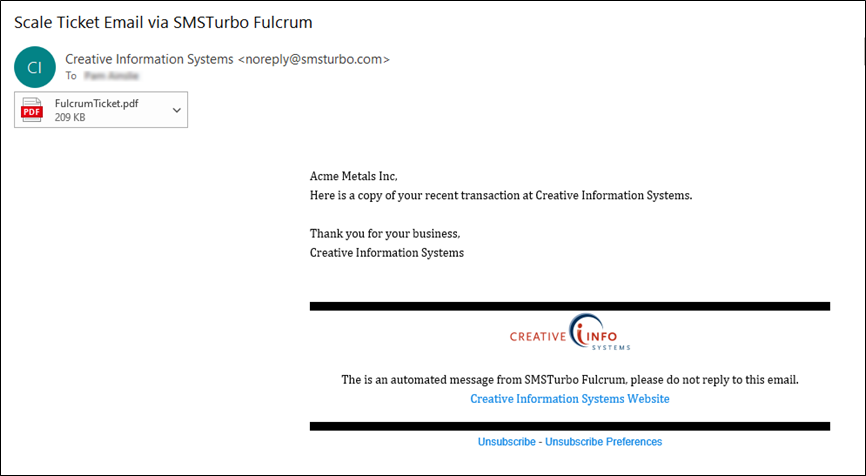 Scale Ticket Email via SMSTurbo Fulcrum
CI
Creative Information Systems <noreply@smsturbo.com>
To
PDF
FulcrumTicket.pdf
209 KB
Acme Metals Inc,
Here is a copy of your recent transaction at Creative Information Systems.
Thank you for your business,
Creative Information Systems
CREATIVE i INFO
SYSTEMS
The is an automated message from SMSTurbo Fulcrum, please do not reply to this email.
Creative Information Systems Website
Unsubscribe - Unsubscribe Preferences